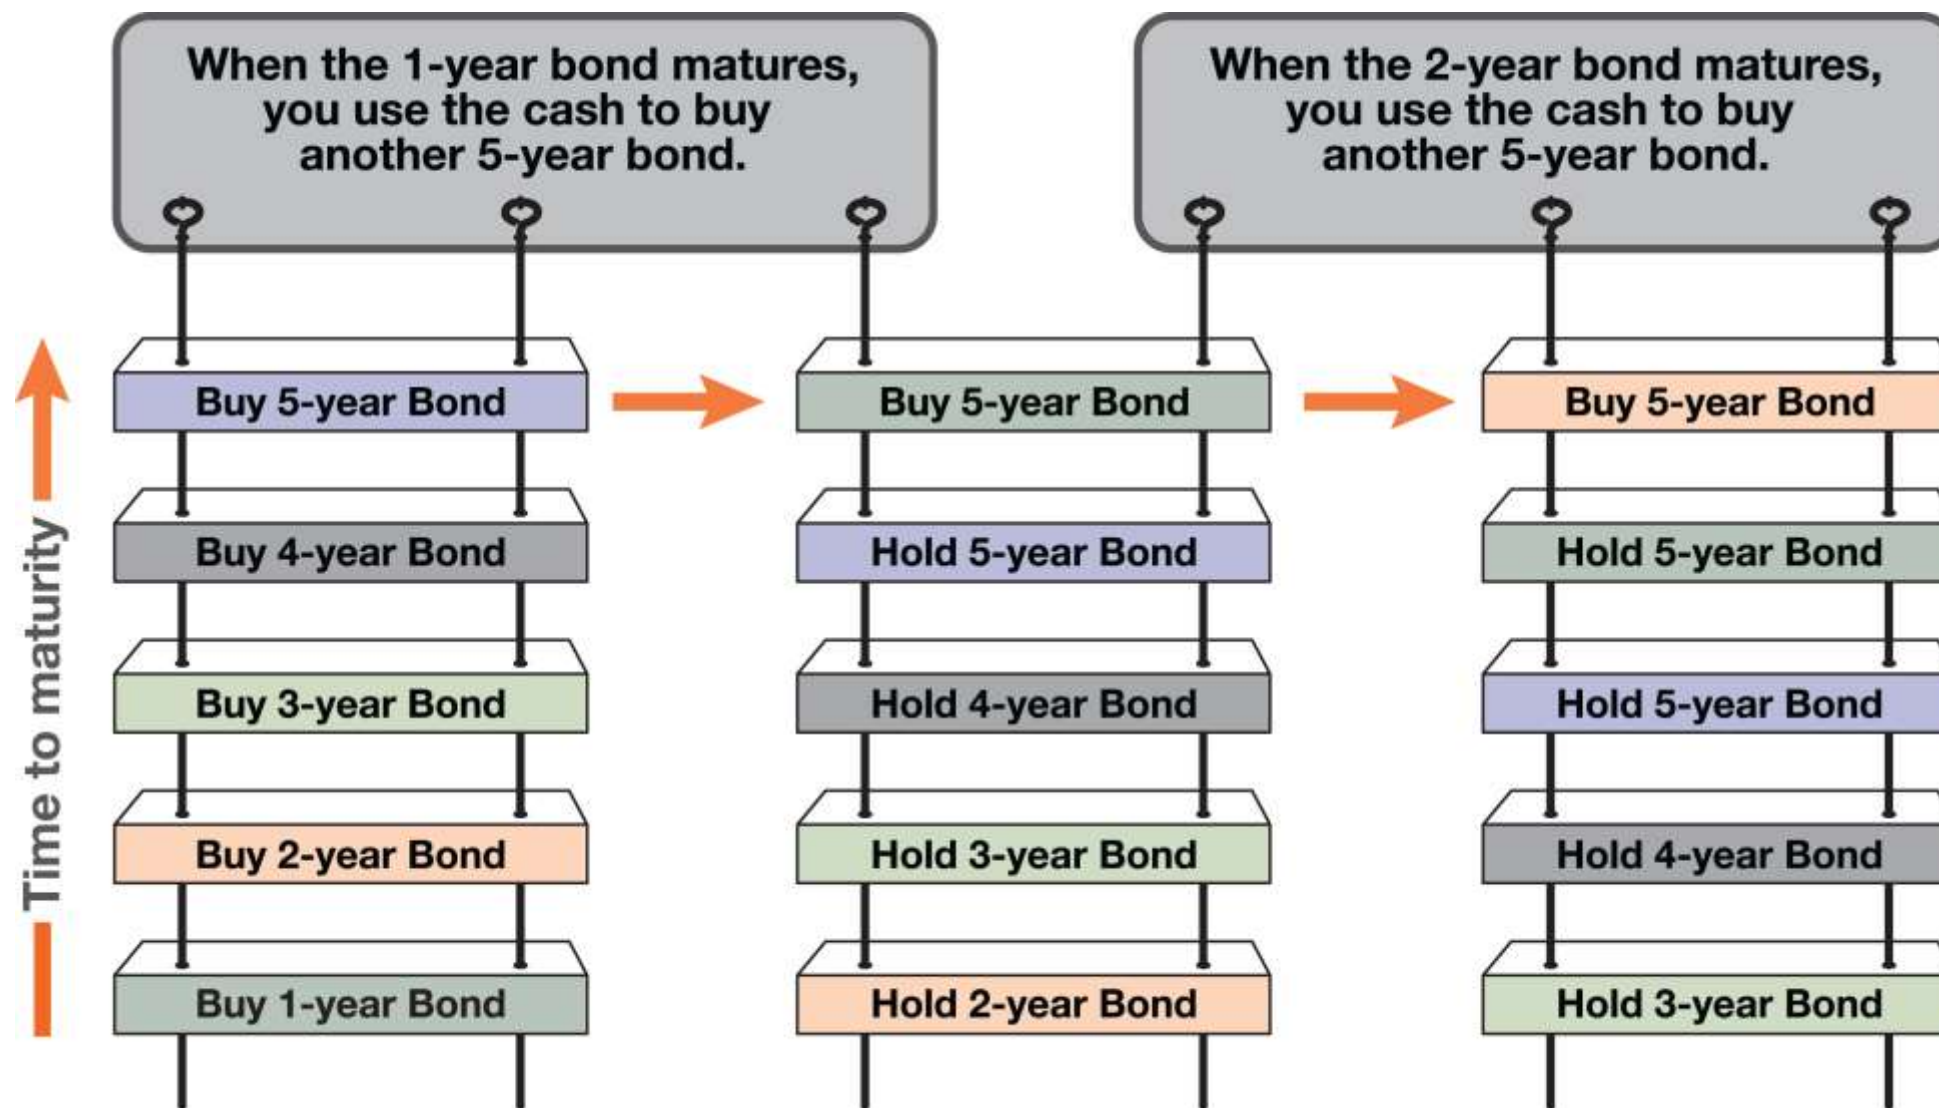 When the 1-year bond matures,
you use the cash to buy
another 5-year bond.
When the 2-year bond matures,
you use the cash to buy
another 5-year bond.
Time to maturity
Buy 5-year Bond
Buy 4-year Bond
Buy 3-year Bond
Buy 2-year Bond
Buy 1-year Bond
Buy 5-year Bond
Hold 5-year Bond
Hold 4-year Bond
Hold 3-year Bond
Hold 2-year Bond
Buy 5-year Bond
Hold 5-year Bond
Hold 5-year Bond
Hold 4-year Bond
Hold 3-year Bond